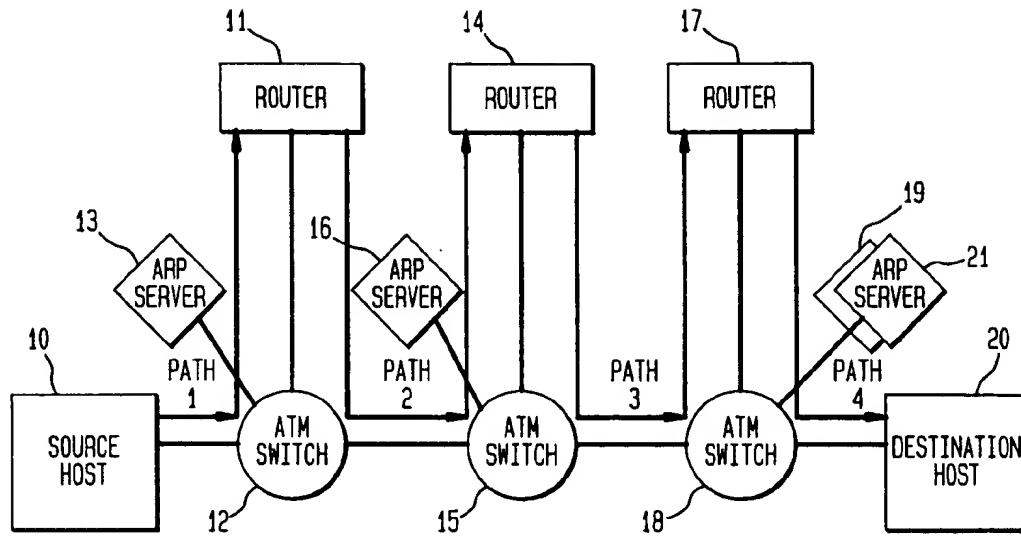 11
14
17
ROUTER
ROUTER
ROUTER
13
16
19
21
ARP
SERVER
ARP
SERVER
ARP
SERVER
10
20
PATH
1
PATH
2
PATH
3
PATH
4
SOURCE
HOST
ATM
SWITCH
ATM
SWITCH
ATM
SWITCH
DESTINATION
HOST
12
15
18